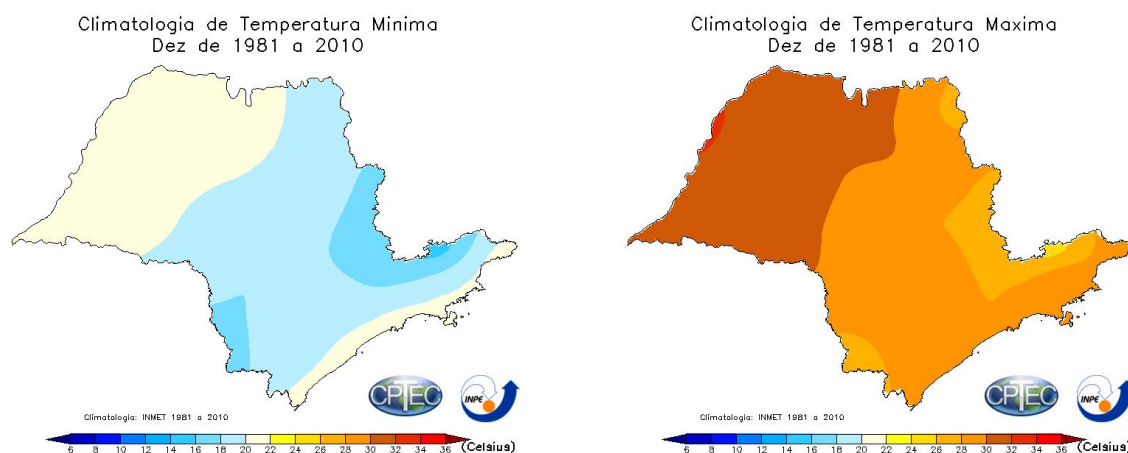 Climatologia de Temperatura Minima
Dez de 1981 a 2010
CPTEC
INPE
Climatologia: INMET 1981 a 2010
6 8 10 12 14 16 18 20 22 24 26 28 30 32 34 36 (Celsius)
Climatologia de Temperatura Maxima
Dez de 1981 a 2010
CPTEC
INPE
Climatologia: INMET 1981 a 2010
6 8 10 12 14 16 18 20 22 24 26 28 30 32 34 36 (Celsius)